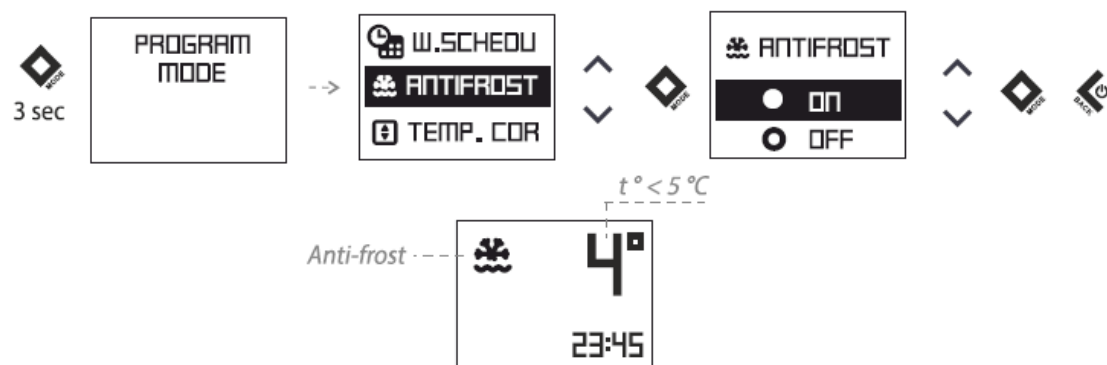 MODE
3 sec
PROGRAM
MODE
-->
W.SCHEDU
ANTIFROST
TEMP. COR
MODE
ANTIFROST
ON
OFF
MODE
BACK
t° < 5 °C
Anti-frost
4°
23:45